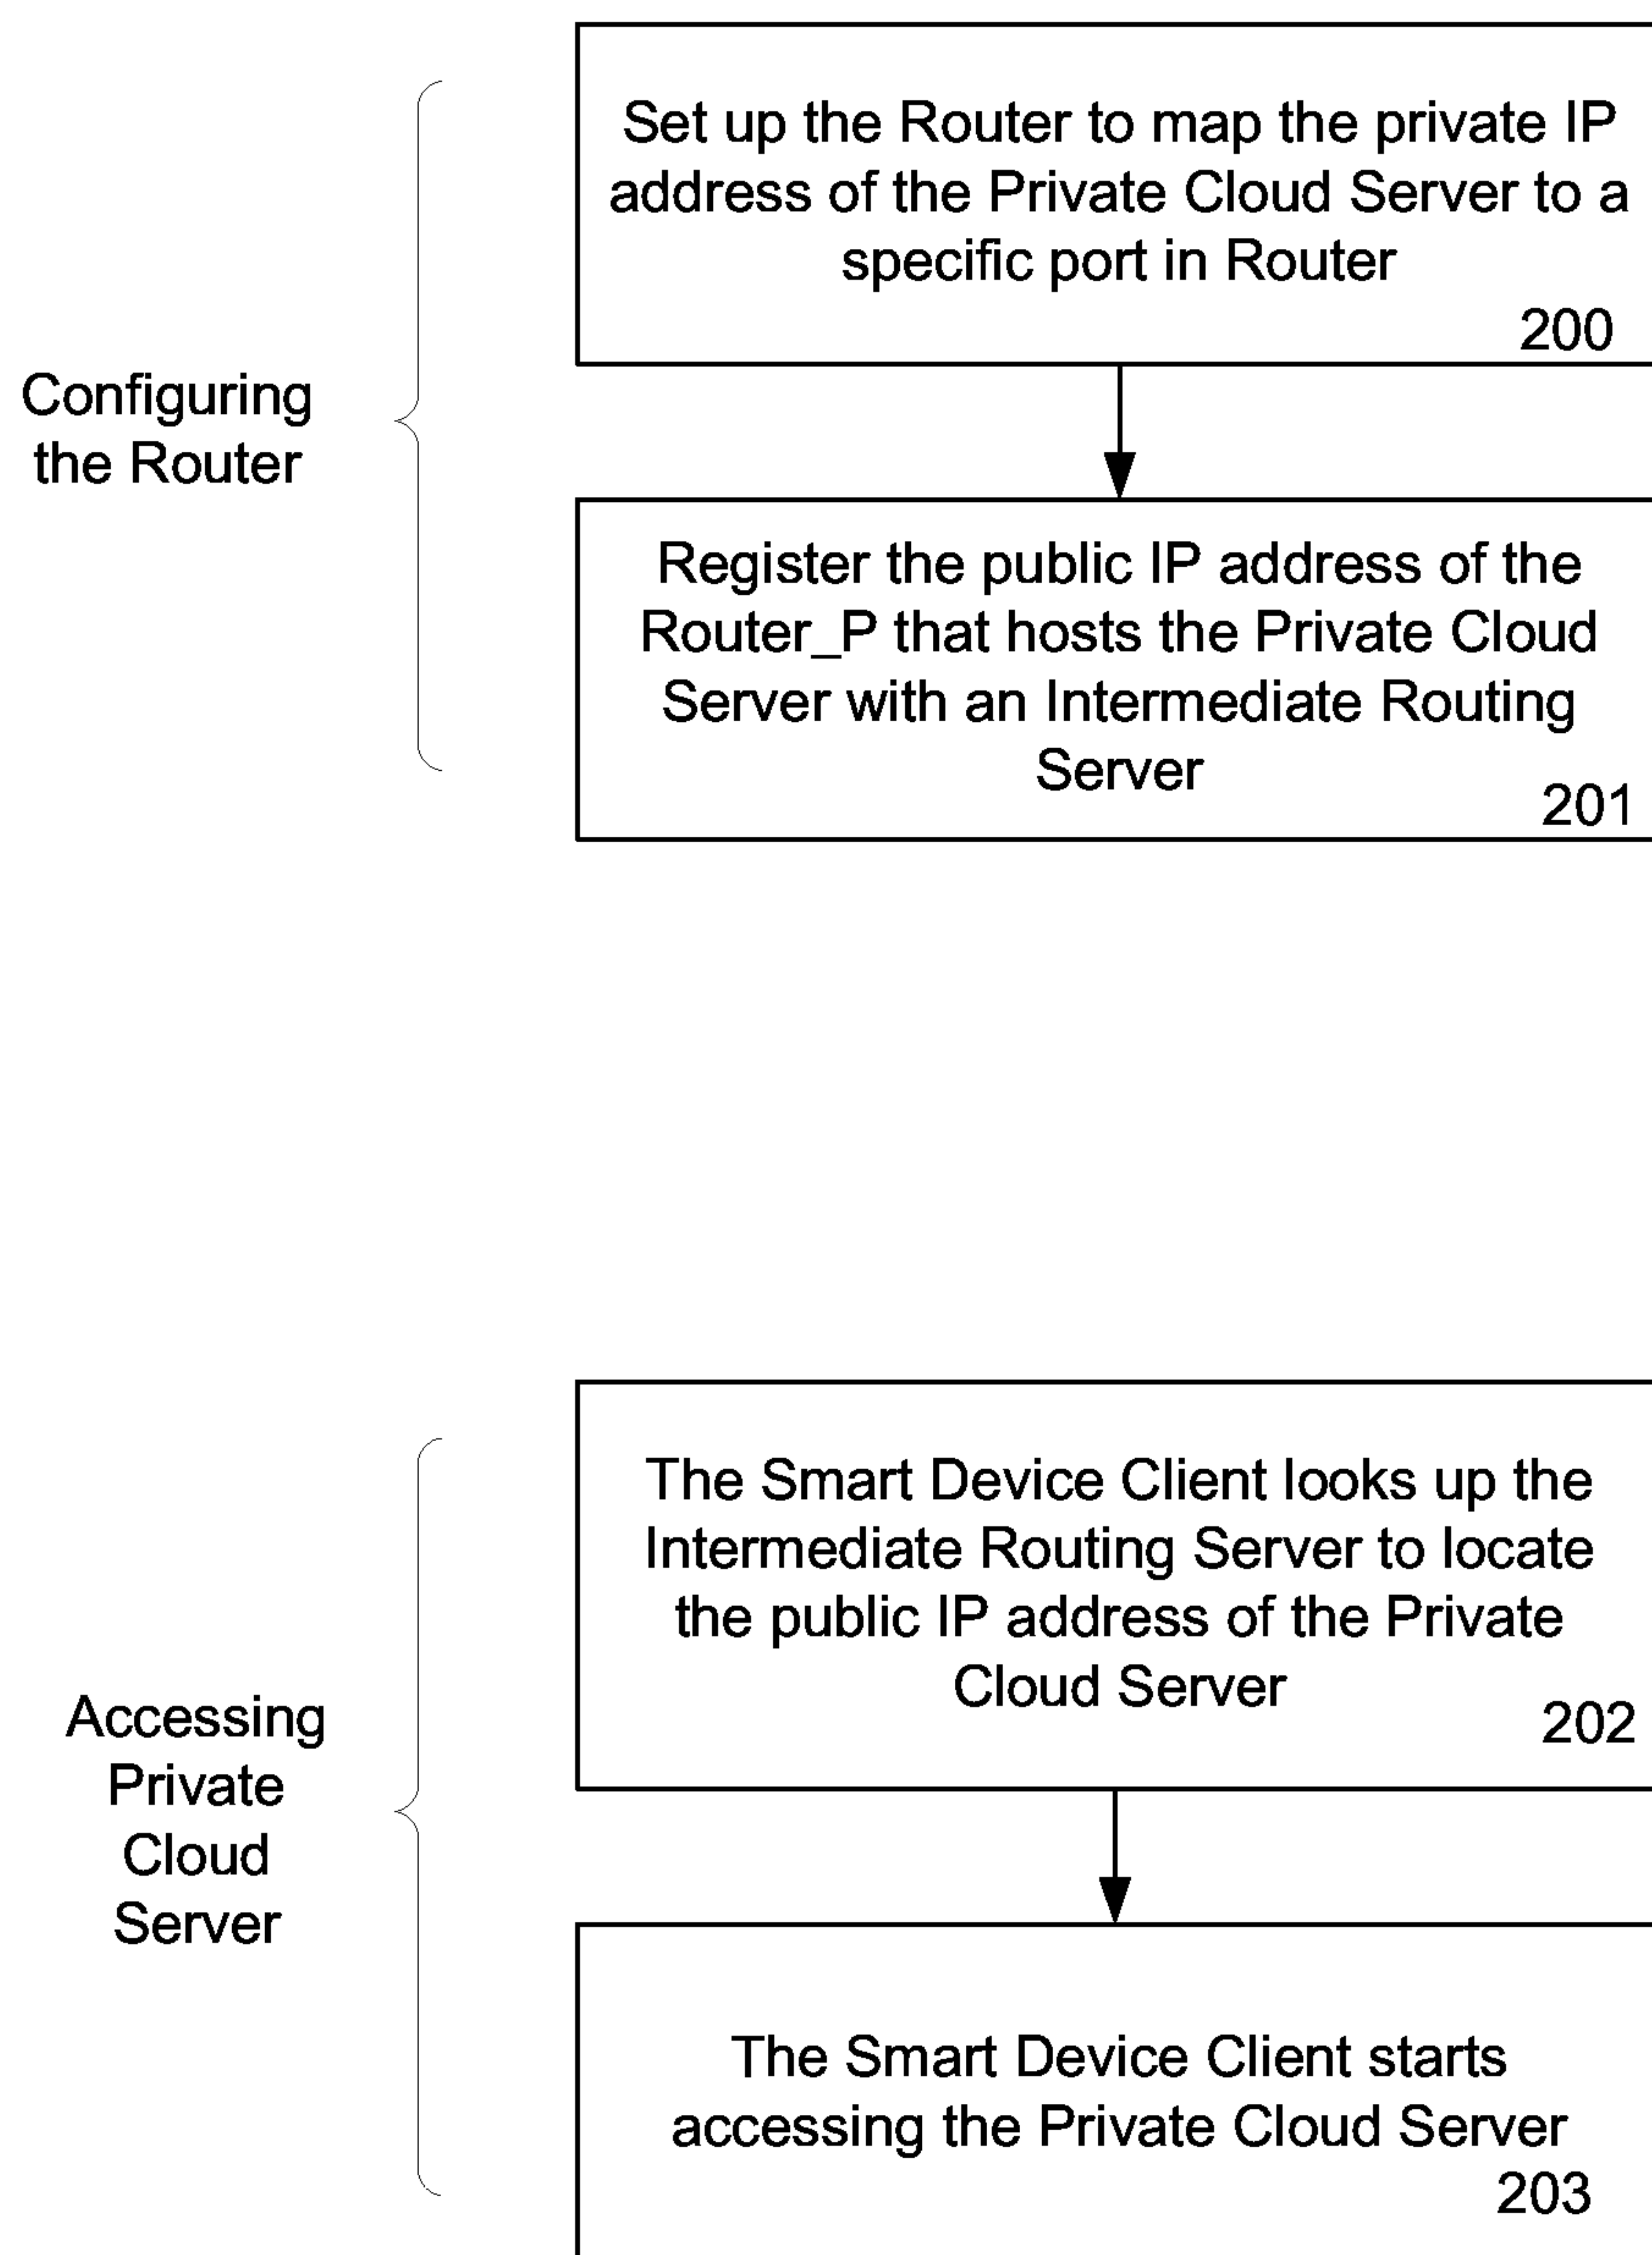 Set up the Router to map the private IP
address of the Private Cloud Server to a
specific port in Router
200
Configuring
the Router
Register the public IP address of the
Router_P that hosts the Private Cloud
Server with an Intermediate Routing
Server
201
The Smart Device Client looks up the
Intermediate Routing Server to locate
the public IP address of the Private
Cloud Server
202
Accessing
Private
Cloud
Server
The Smart Device Client starts
accessing the Private Cloud Server
203